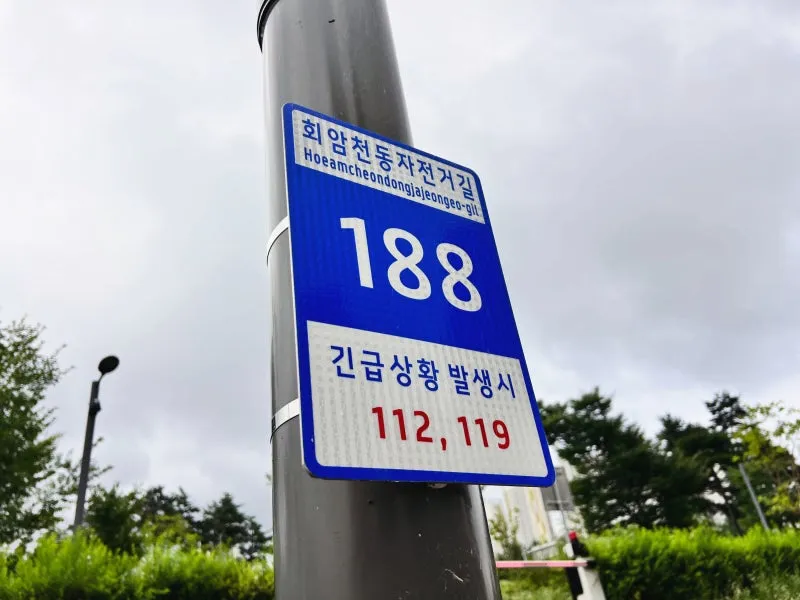 회암천동자전거길
Hoeamcheondongjajeongeo-gil
188
긴급상황 발생시
112, 119